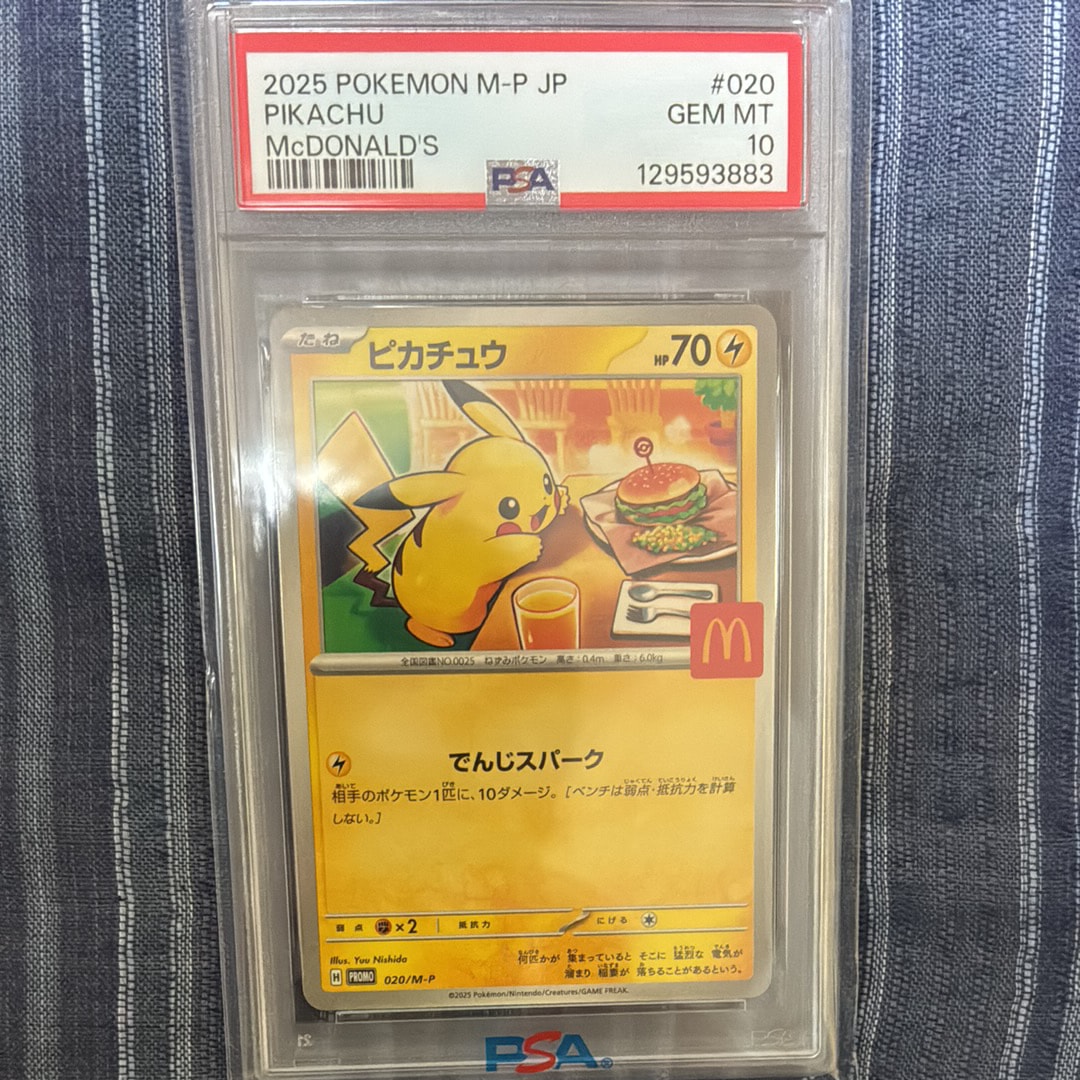 2025 POKEMON M-P JP
#020
PIKACHU
GEM MT
McDONALD'S
10
PSA
129593883
たね
ピカチュウ
HP70
M
全国図鑑NO.0025 ねずみポケモン 高さ:0.4m 重さ:6.0kg
でんじスパーク
相手のポケモン1匹に、10ダメージ。[ベンチは弱点・抵抗力を計算
しない。]
弱点 ×2 抵抗力 にげる
Illus. Yuu Nishida
何匹かが 集まっていると そこに 猛烈な 電気が
溜まり 稲妻が 落ちることがあるという。
H PROMO 020/M-P
©2025 Pokémon/Nintendo/Creatures/GAME FREAK.
PSA®